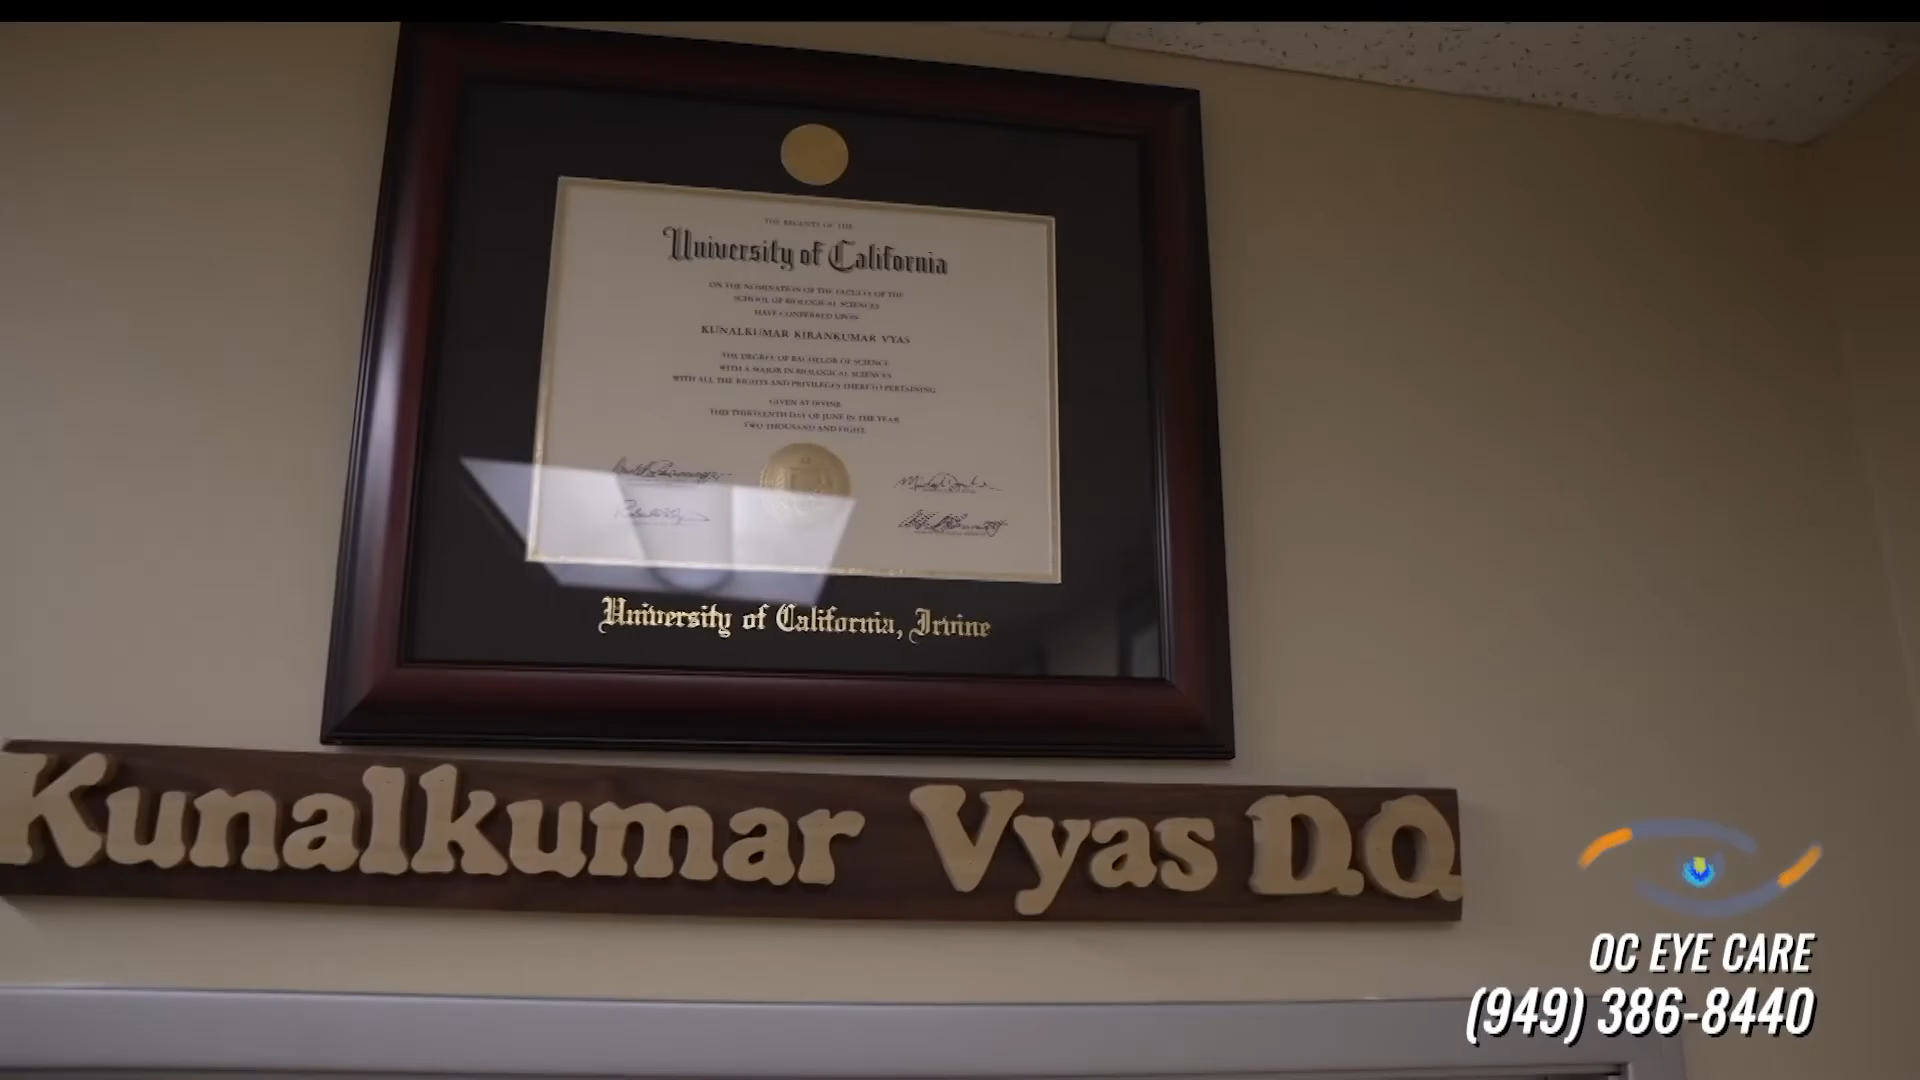 THE REGENTS OF THE
University of California
ON THE NOMINATION OF THE FACULTY OF THE
SCHOOL OF BIOLOGICAL SCIENCES
HAVE CONFERRED UPON
KUNALKUMAR KIRANKUMAR VYAS
THE DEGREE OF BACHELOR OF SCIENCE
WITH A MAJOR IN BIOLOGICAL SCIENCES
WITH ALL THE RIGHTS AND PRIVILEGES THERETO PERTAINING
GIVEN AT IRVINE
THIS THIRTEENTH DAY OF JUNE IN THE YEAR
TWO THOUSAND AND EIGHT
University of California, Irvine
Kunalkumar Vyas D.O.
OC EYE CARE
(949) 386-8440